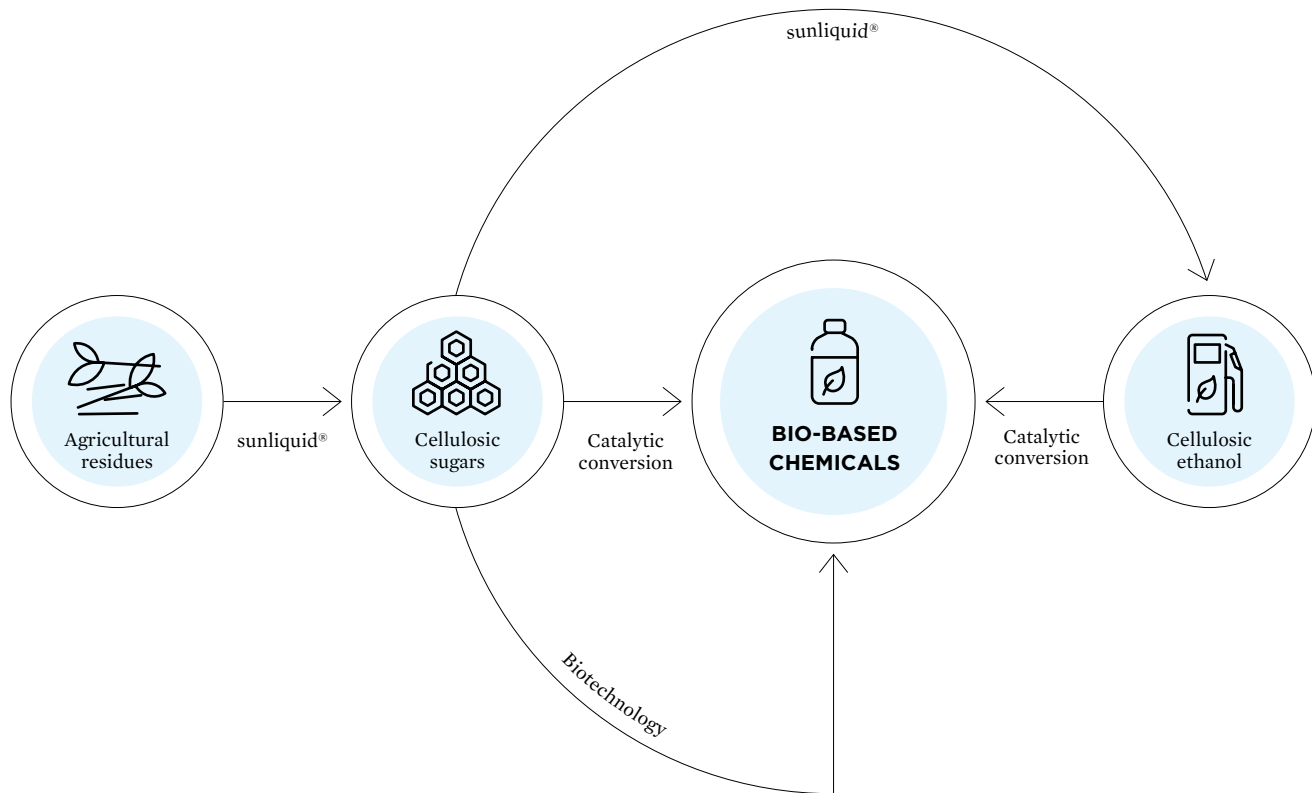 sunliquid®
Agricultural
residues
sunliquid®
Cellulosic
sugars
Catalytic
conversion
BIO-BASED
CHEMICALS
Catalytic
conversion
Cellulosic
ethanol
Biotechnology